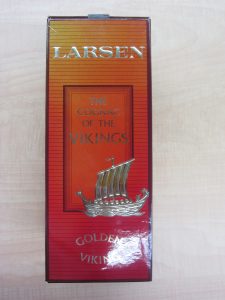 LARSEN
THE
COGNAC
OF THE
VIKINGS
GOLDEN
VIKING